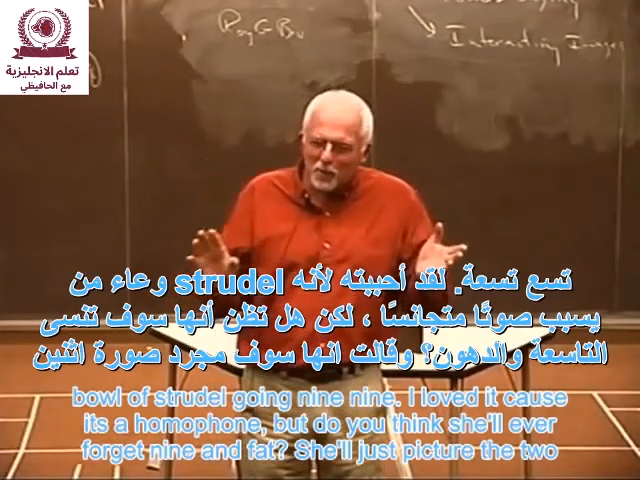 تعلم الانجليزية
مع الحافيظي
Roy G Biv
Interacting Images
وعاء من strudel تسع تسعة. لقد أحببته لأنه
يسبب صوتًا متجانسًا ، لكن هل تظن أنها سوف تنسى
التاسعة والدهون؟ وقالت انها سوف مجرد صورة اثنين
bowl of strudel going nine nine. I loved it cause
its a homophone, but do you think she'll ever
forget nine and fat? She'll just picture the two